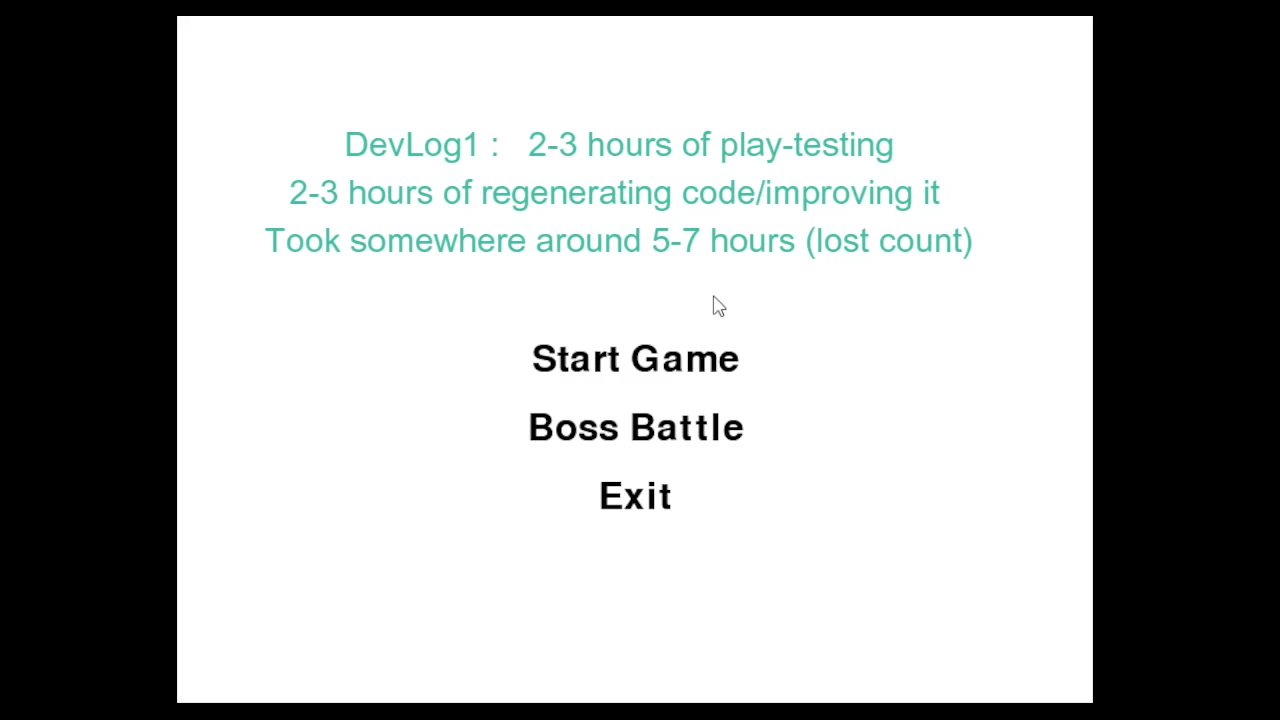 DevLog1 :   2-3 hours of play-testing
2-3 hours of regenerating code/improving it
Took somewhere around 5-7 hours (lost count)
Start Game
Boss Battle
Exit